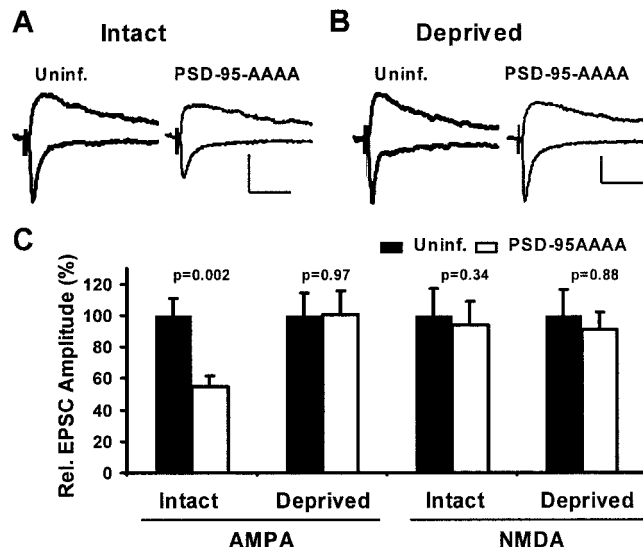 A Intact
B Deprived
Uninf. PSD-95-AAAA
Uninf. PSD-95-AAAA
C
Uninf. PSD-95AAAA
Rel. EPSC Amplitude (%)
120
100
80
60
40
20
0
p=0.002 p=0.97 p=0.34 p=0.88
Intact Deprived Intact Deprived
AMPA NMDA